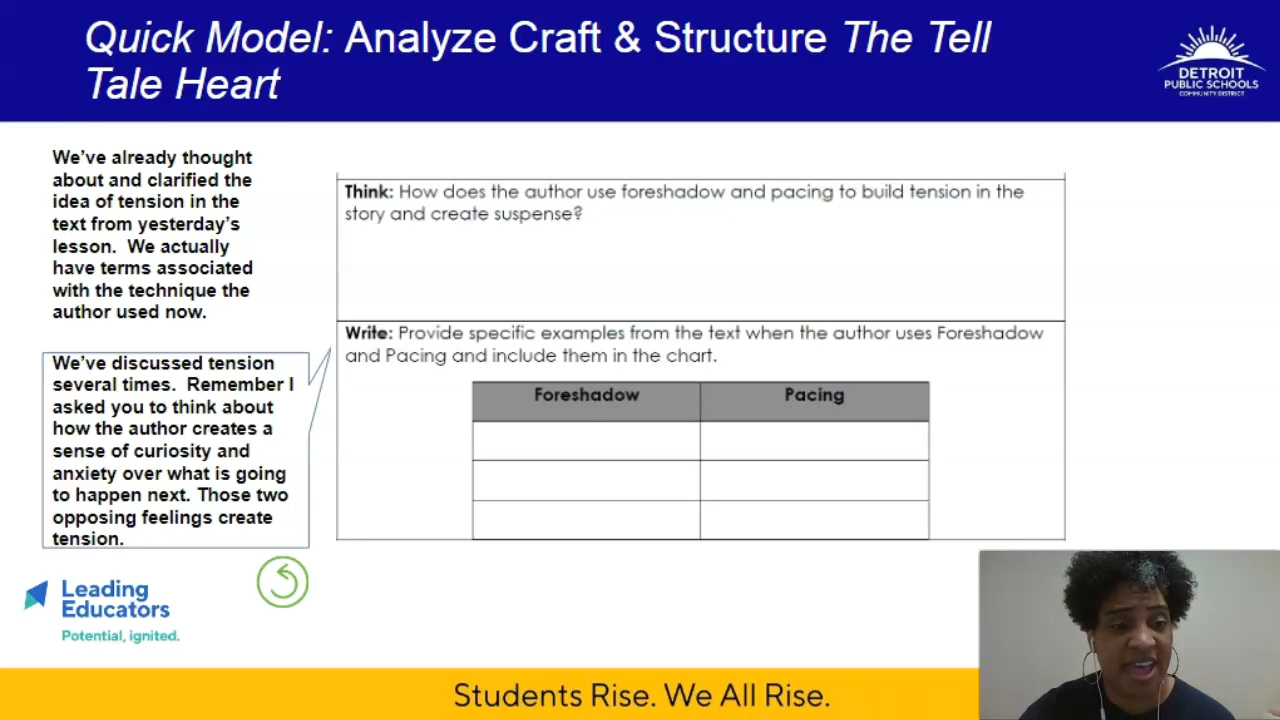 Quick Model: Analyze Craft & Structure The Tell
Tale Heart
DETROIT
PUBLIC SCHOOLS
COMMUNITY DISTRICT
We've already thought
about and clarified the
idea of tension in the
text from yesterday's
lesson. We actually
have terms associated
with the technique the
author used now.
We've discussed tension
several times. Remember I
asked you to think about
how the author creates a
sense of curiosity and
anxiety over what is going
to happen next. Those two
opposing feelings create
tension.
Think: How does the author use foreshadow and pacing to build tension in the
story and create suspense?
Write: Provide specific examples from the text when the author uses Foreshadow
and Pacing and include them in the chart.
Foreshadow Pacing
Leading
Educators
Potential, ignited.
Students Rise. We All Rise.